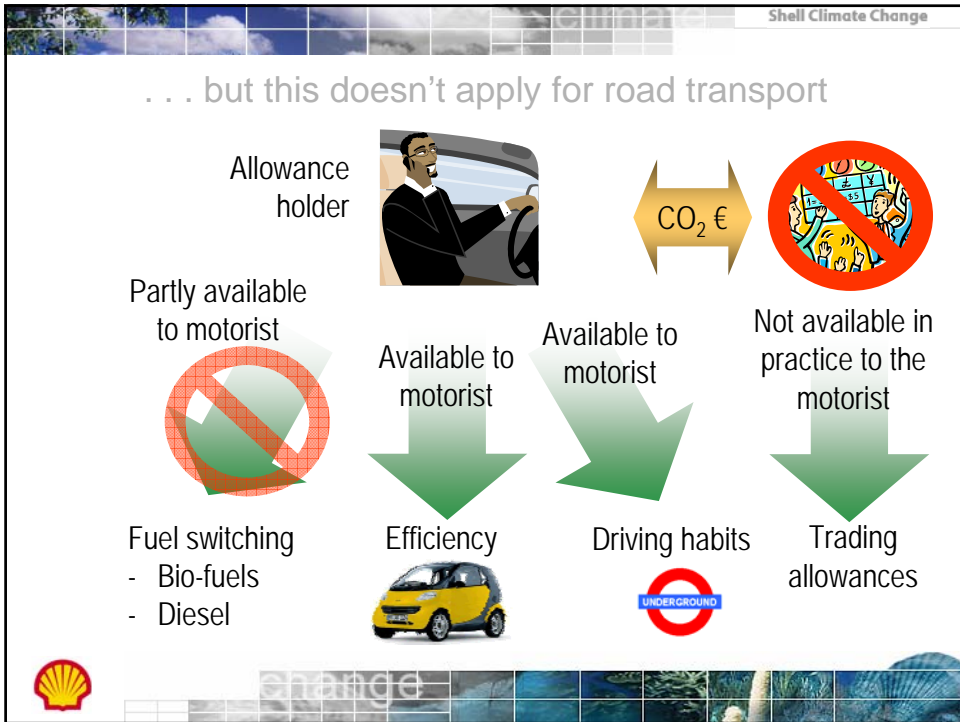 climate
Shell Climate Change
. . . but this doesn't apply for road transport
Allowance
holder
CO₂ €
Partly available
to motorist
Available to
motorist
Available to
motorist
Not available in
practice to the
motorist
Fuel switching
- Bio-fuels
- Diesel
Efficiency
Driving habits
UNDERGROUND
Trading
allowances
change